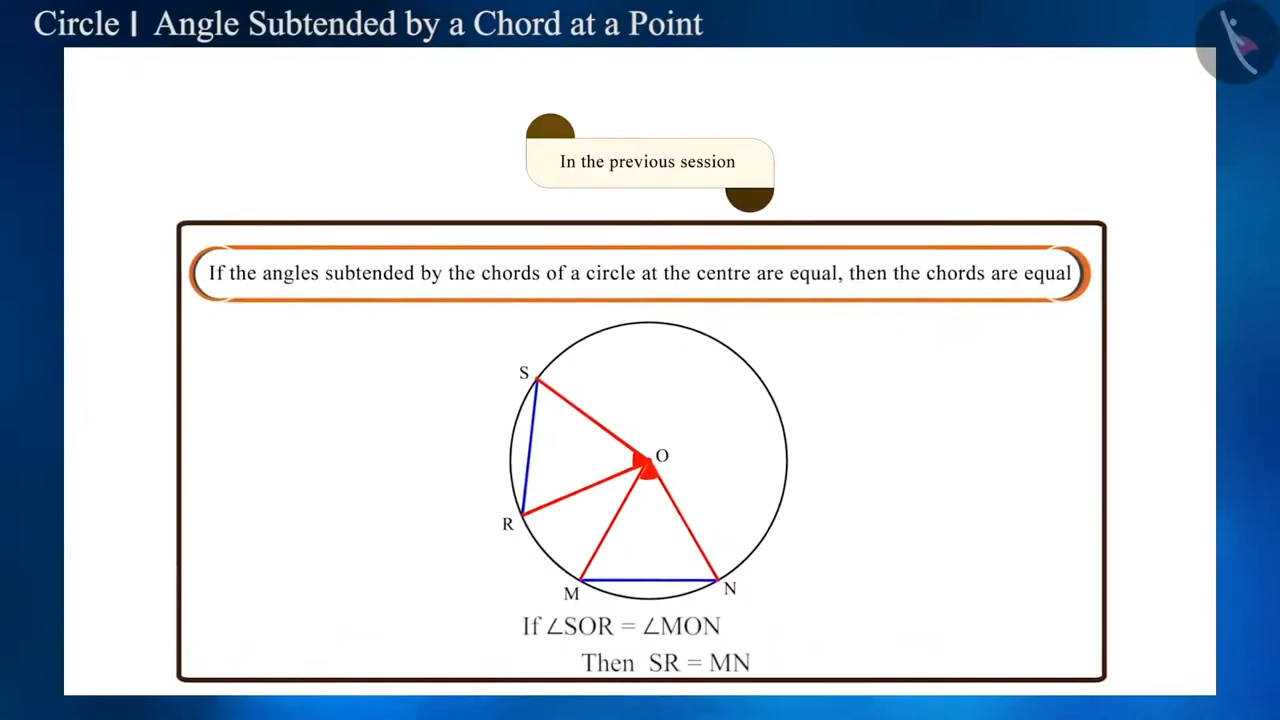 Circle | Angle Subtended by a Chord at a Point
In the previous session
If the angles subtended by the chords of a circle at the centre are equal, then the chords are equal
S
O
R
M
N
If ∠SOR = ∠MON
Then SR = MN